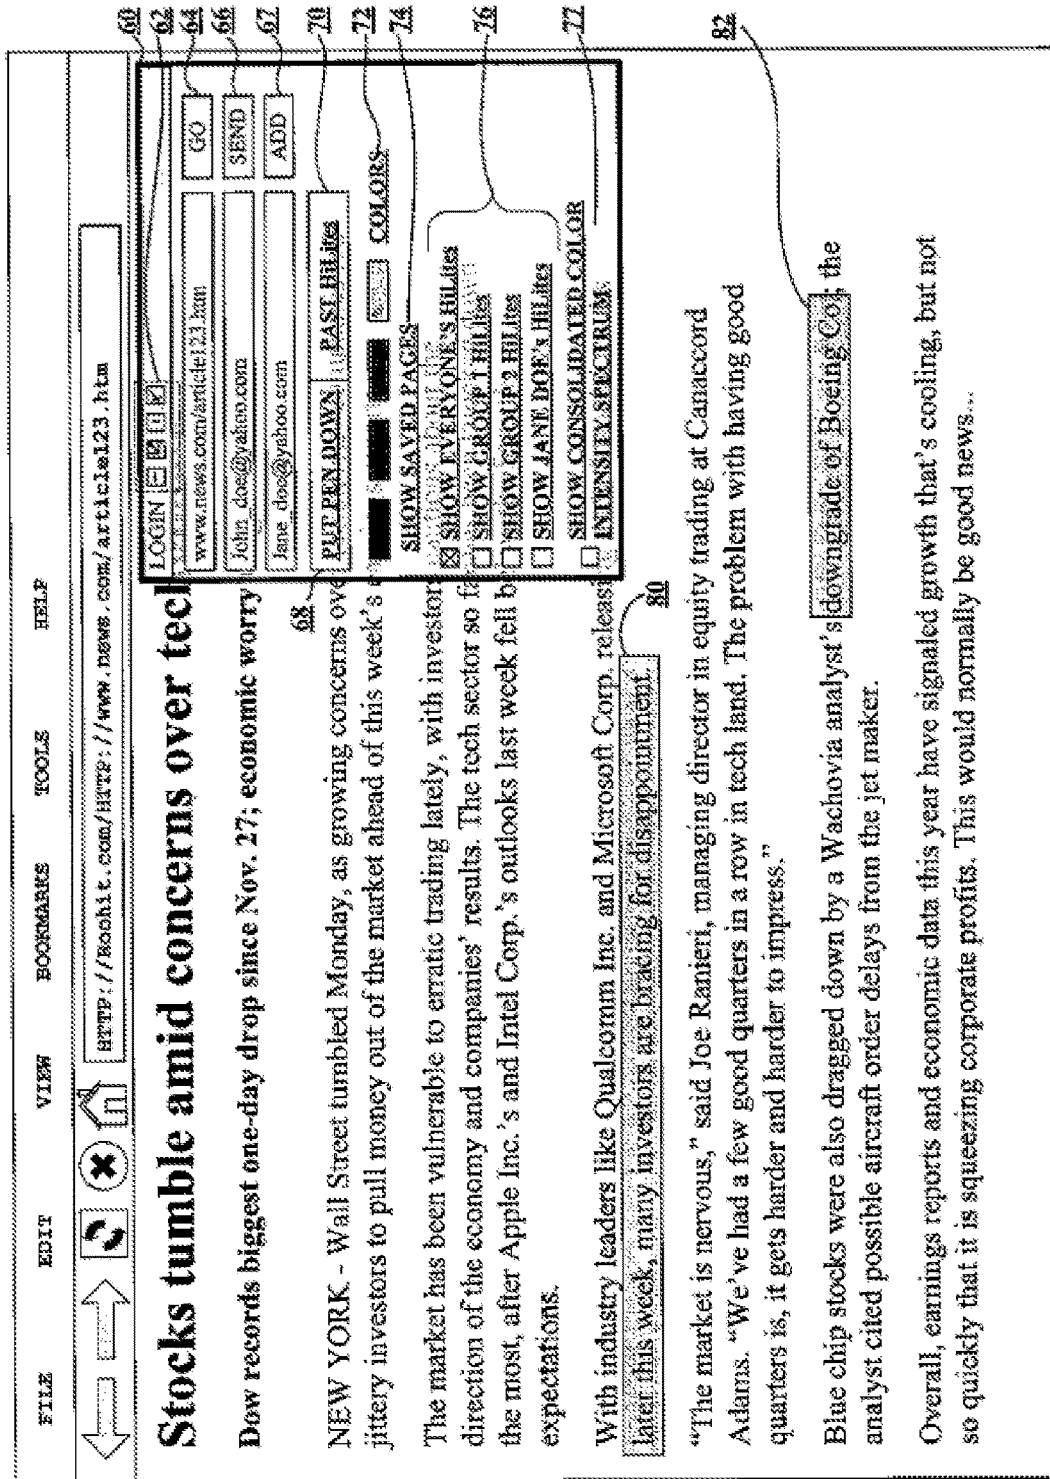 FILE EDIT VIEW BOOKMARKS TOOLS HELP
HTTP://Roohit.com/HTTP://www.news.com/article123.htm
Stocks tumble amid concerns over tech
Dow records biggest one-day drop since Nov. 27; economic worry
NEW YORK - Wall Street tumbled Monday, as growing concerns ove
jittery investors to pull money out of the market ahead of this week's
The market has been vulnerable to erratic trading lately, with investor
direction of the economy and companies' results. The tech sector so fa
the most, after Apple Inc.'s and Intel Corp.'s outlooks last week fell b
expectations.
With industry leaders like Qualcomm Inc. and Microsoft Corp. releasi
later this week, many investors are bracing for disappointment.
"The market is nervous," said Joe Ranieri, managing director in equity trading at Canaccord
Adams. "We've had a few good quarters in a row in tech land. The problem with having good
quarters is, it gets harder and harder to impress."
Blue chip stocks were also dragged down by a Wachovia analyst's downgrade of Boeing Co; the
analyst cited possible aircraft order delays from the jet maker.
Overall, earnings reports and economic data this year have signaled growth that's cooling, but not
so quickly that it is squeezing corporate profits. This would normally be good news...
LOGIN
www.news.com/article123.htm GO
John_doe@yahoo.com SEND
Jane_doe@yahoo.com ADD
PUT PEN DOWN PAST HiLites
COLORS
SHOW SAVED PAGES
SHOW EVERYONE'S HiLites
SHOW GROUP 1 HiLites
SHOW GROUP 2 HiLites
SHOW JANE DOE's HiLites
SHOW CONSOLIDATED COLOR
INTENSITY SPECTRUM
60
62
64
66
67
68
70
72
74
76
77
80
82